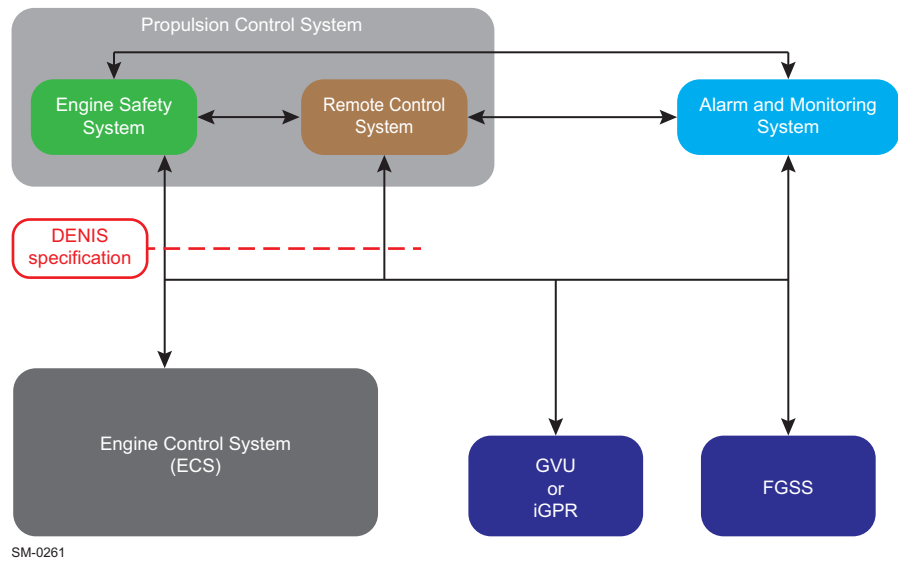 Propulsion Control System
Engine Safety
System
Remote Control
System
Alarm and Monitoring
System
DENIS
specification
Engine Control System
(ECS)
GVU
or
iGPR
FGSS
SM-0261